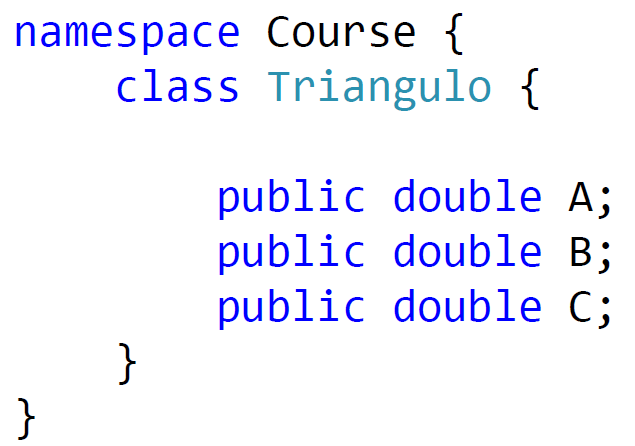 namespace Course {
    class Triangulo {

        public double A;
        public double B;
        public double C;
    }
}